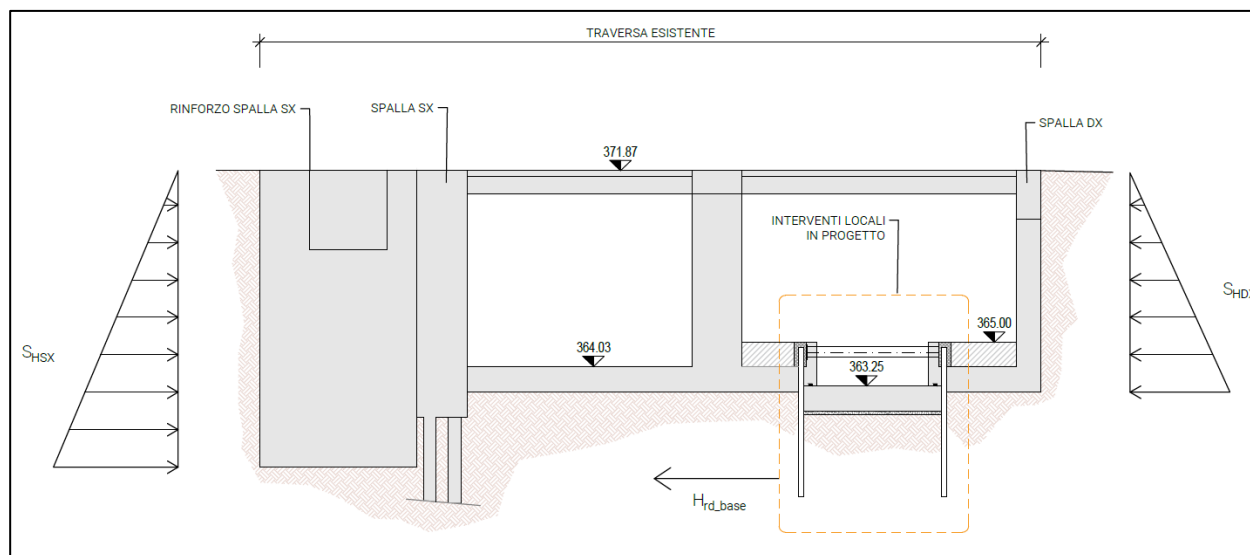 TRAVERSA ESISTENTE
RINFORZO SPALLA SX
SPALLA SX
SPALLA DX
371.87
INTERVENTI LOCALI
IN PROGETTO
SHSX
SHDX
365.00
364.03
363.25
Hrd_base